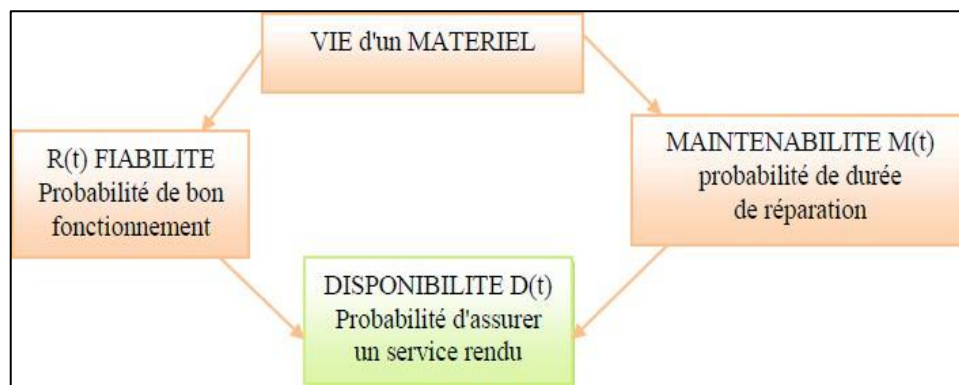 VIE d'un MATERIEL
R(t) FIABILITE
Probabilité de bon
fonctionnement
MAINTENABILITE M(t)
probabilité de durée
de réparation
DISPONIBILITE D(t)
Probabilité d'assurer
un service rendu